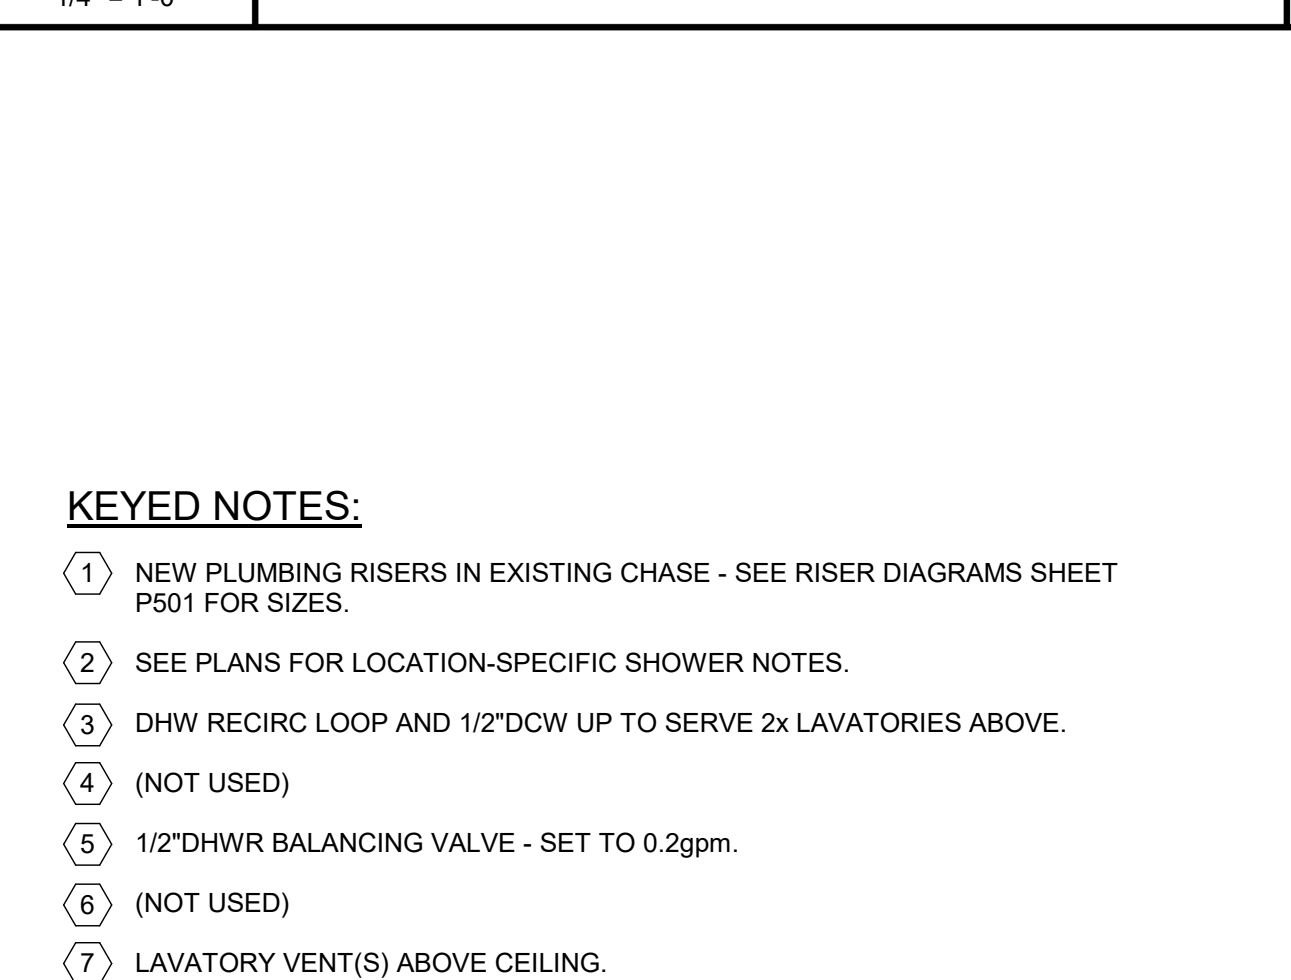 KEYED NOTES:
1 NEW PLUMBING RISERS IN EXISTING CHASE - SEE RISER DIAGRAMS SHEET
P501 FOR SIZES.
2 SEE PLANS FOR LOCATION-SPECIFIC SHOWER NOTES.
3 DHW RECIRC LOOP AND 1/2"DCW UP TO SERVE 2x LAVATORIES ABOVE.
4 (NOT USED)
5 1/2"DHWR BALANCING VALVE - SET TO 0.2gpm.
6 (NOT USED)
7 LAVATORY VENT(S) ABOVE CEILING.